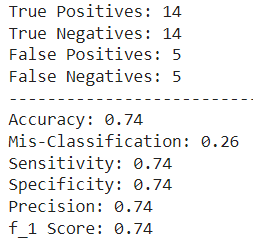 True Positives: 14
True Negatives: 14
False Positives: 5
False Negatives: 5
--------------------------
Accuracy: 0.74
Mis-Classification: 0.26
Sensitivity: 0.74
Specificity: 0.74
Precision: 0.74
f_1 Score: 0.74